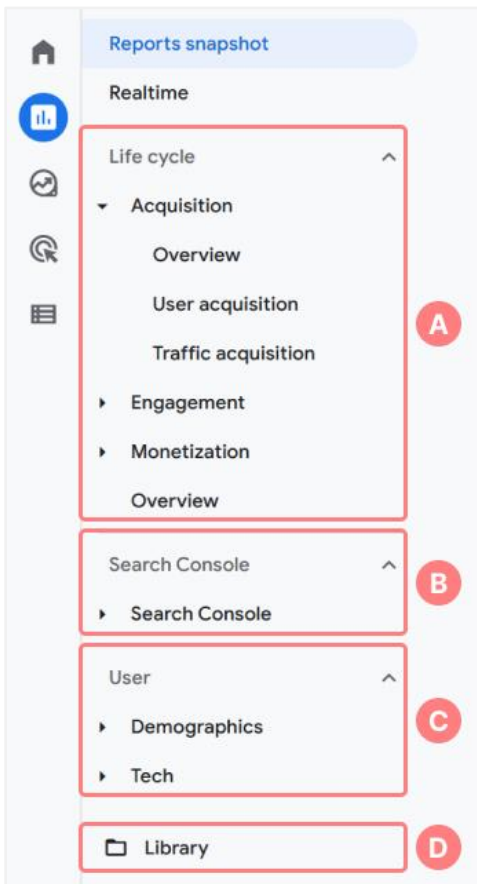 Reports snapshot
Realtime
Life cycle
Acquisition
Overview
User acquisition
Traffic acquisition
A
Engagement
Monetization
Overview
Search Console
B
Search Console
User
C
Demographics
Tech
Library
D